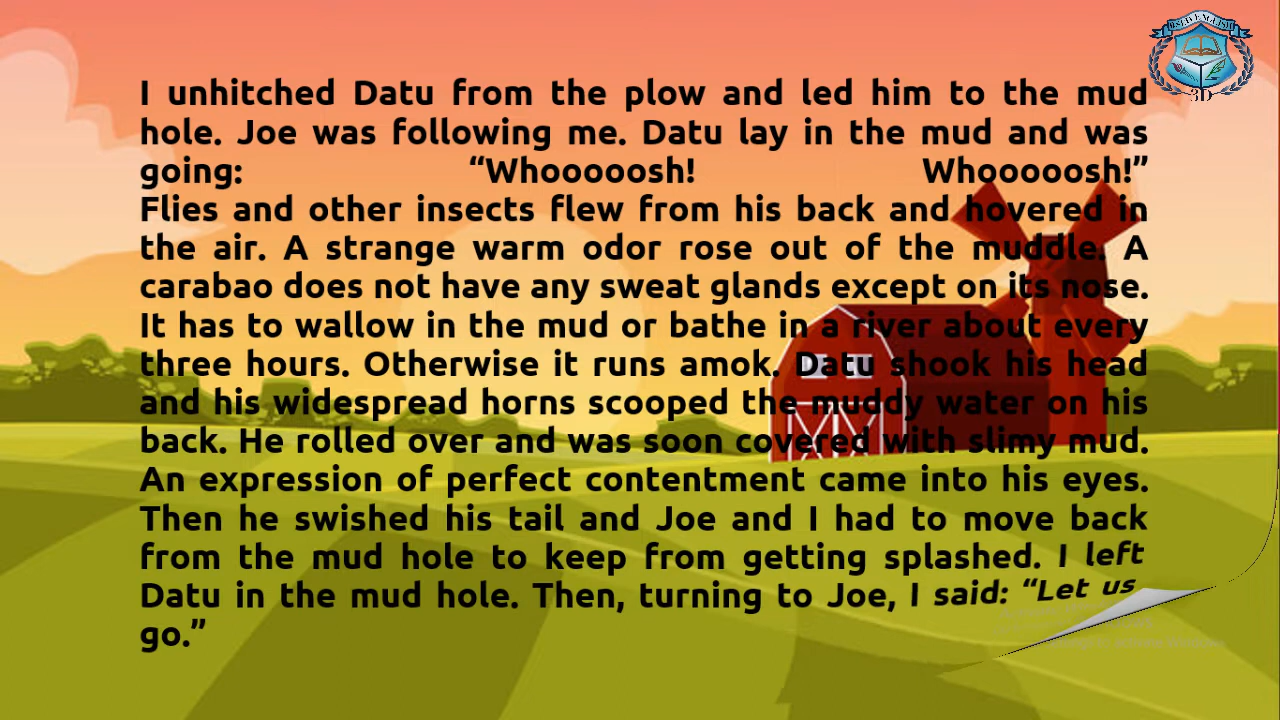 I unhitched Datu from the plow and led him to the mud
hole. Joe was following me. Datu lay in the mud and was
going: “Whooooosh! Whooooosh!”
Flies and other insects flew from his back and hovered in
the air. A strange warm odor rose out of the muddle. A
carabao does not have any sweat glands except on its nose.
It has to wallow in the mud or bathe in a river about every
three hours. Otherwise it runs amok. Datu shook his head
and his widespread horns scooped the muddy water on his
back. He rolled over and was soon covered with slimy mud.
An expression of perfect contentment came into his eyes.
Then he swished his tail and Joe and I had to move back
from the mud hole to keep from getting splashed. I left
Datu in the mud hole. Then, turning to Joe, I said: “Let us
go.”
3D